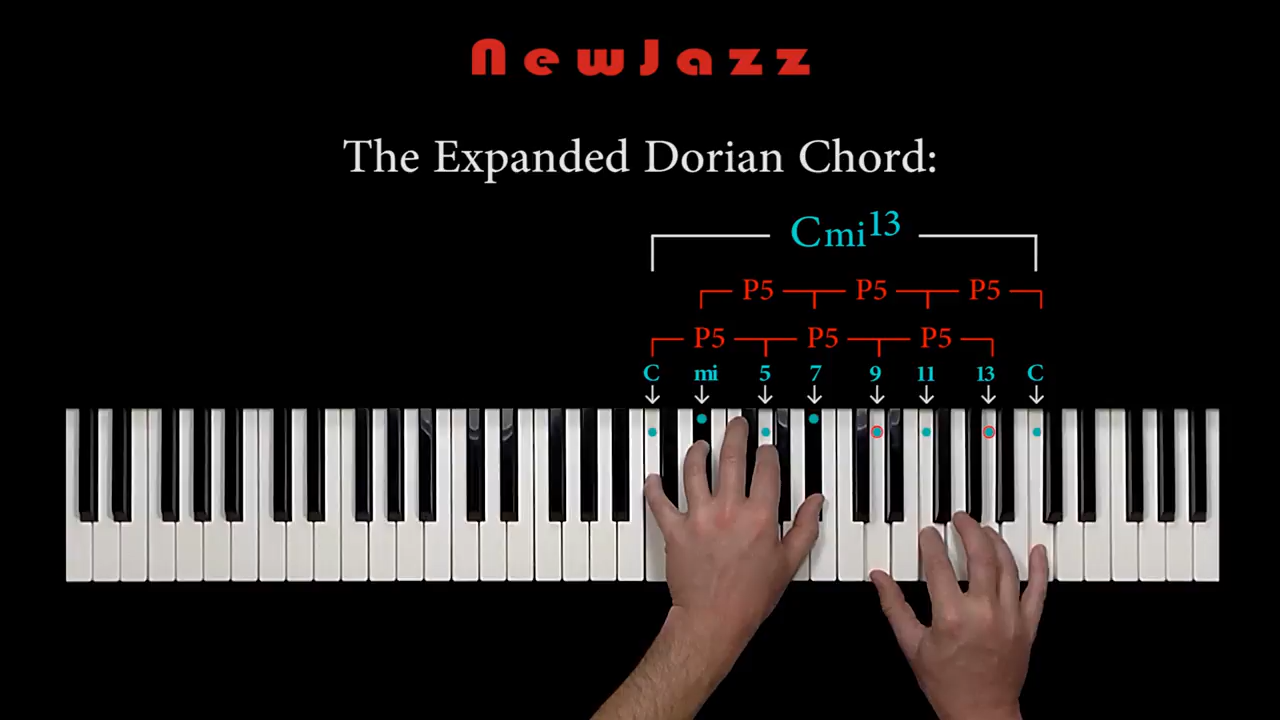 NewJazz
The Expanded Dorian Chord:
Cmi13
P5 P5 P5
P5 P5 P5
C mi 5 7 9 11 13 C